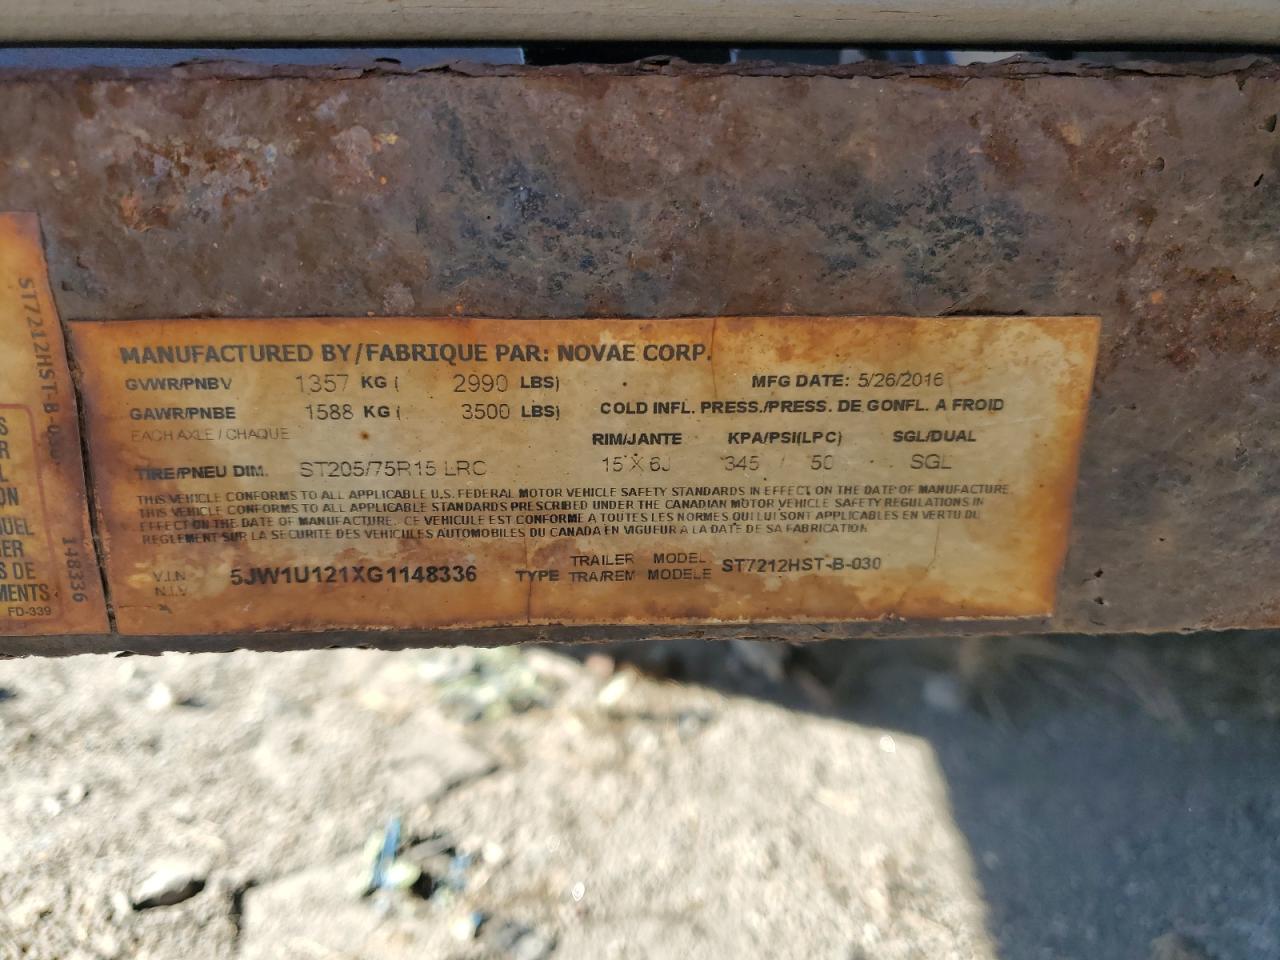 MANUFACTURED BY/FABRIQUE PAR: NOVAE CORP.
GVWR/PNBV 1357 KG ( 2990 LBS) MFG DATE: 5/26/2016
GAWR/PNBE 1588 KG ( 3500 LBS) COLD INFL. PRESS./PRESS. DE GONFL. A FROID
EACH AXLE / CHAQUE RIM/JANTE KPA/PSI(LPC) SGL/DUAL
TIRE/PNEU DIM. ST205/75R15 LRC 15 X 6J 345 / 50 SGL
THIS VEHICLE CONFORMS TO ALL APPLICABLE U.S. FEDERAL MOTOR VEHICLE SAFETY STANDARDS IN EFFECT ON THE DATE OF MANUFACTURE
THIS VEHICLE CONFORMS TO ALL APPLICABLE STANDARDS PRESCRIBED UNDER THE CANADIAN MOTOR VEHICLE SAFETY REGULATIONS IN
EFFECT ON THE DATE OF MANUFACTURE. CE VEHICULE EST CONFORME A TOUTES LES NORMES QUI LUI SONT APPLICABLES EN VERTU DU
REGLEMENT SUR LA SECURITE DES VEHICULES AUTOMOBILES DU CANADA EN VIGUEUR A LA DATE DE SA FABRICATION
V.I.N. 5JW1U121XG1148336 TYPE TRAILER MODEL ST7212HST-B-030
N.I.V. TRA/REM MODELE
ST7212HST-B-
148336
S DE
FD-339